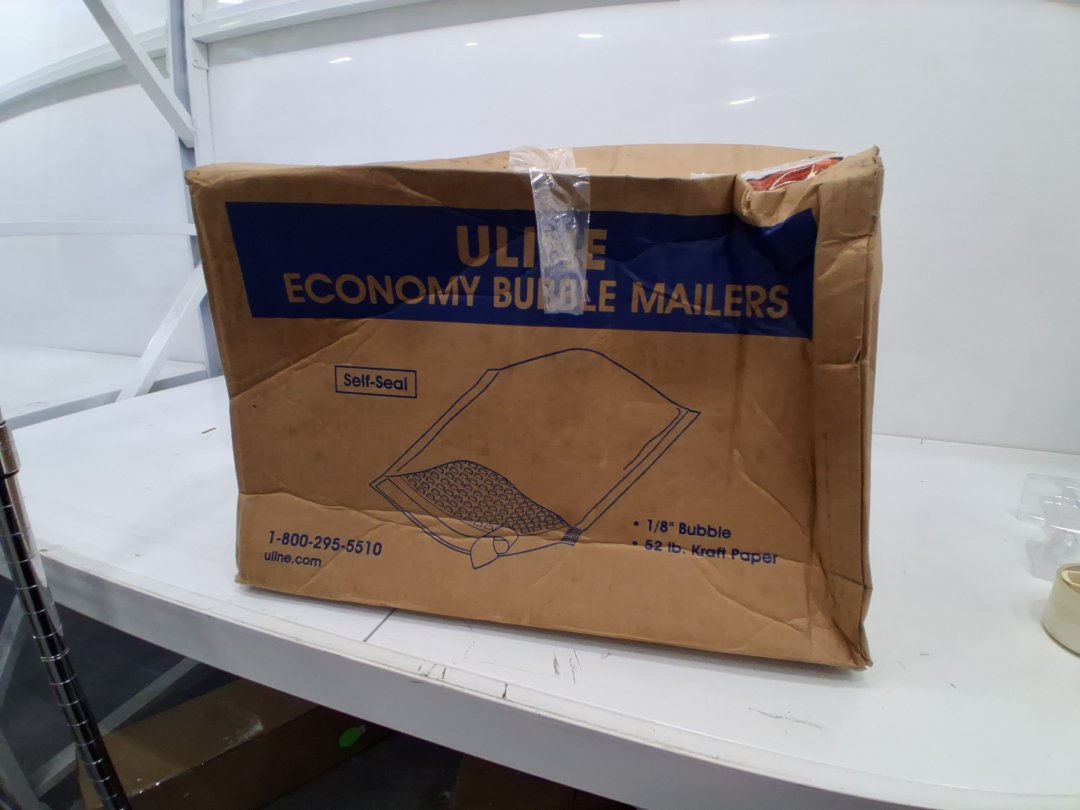 ULINE
ECONOMY BUBBLE MAILERS
Self-Seal
• 1/8" Bubble
• 52 lb. Kraft Paper
1-800-295-5510
uline.com